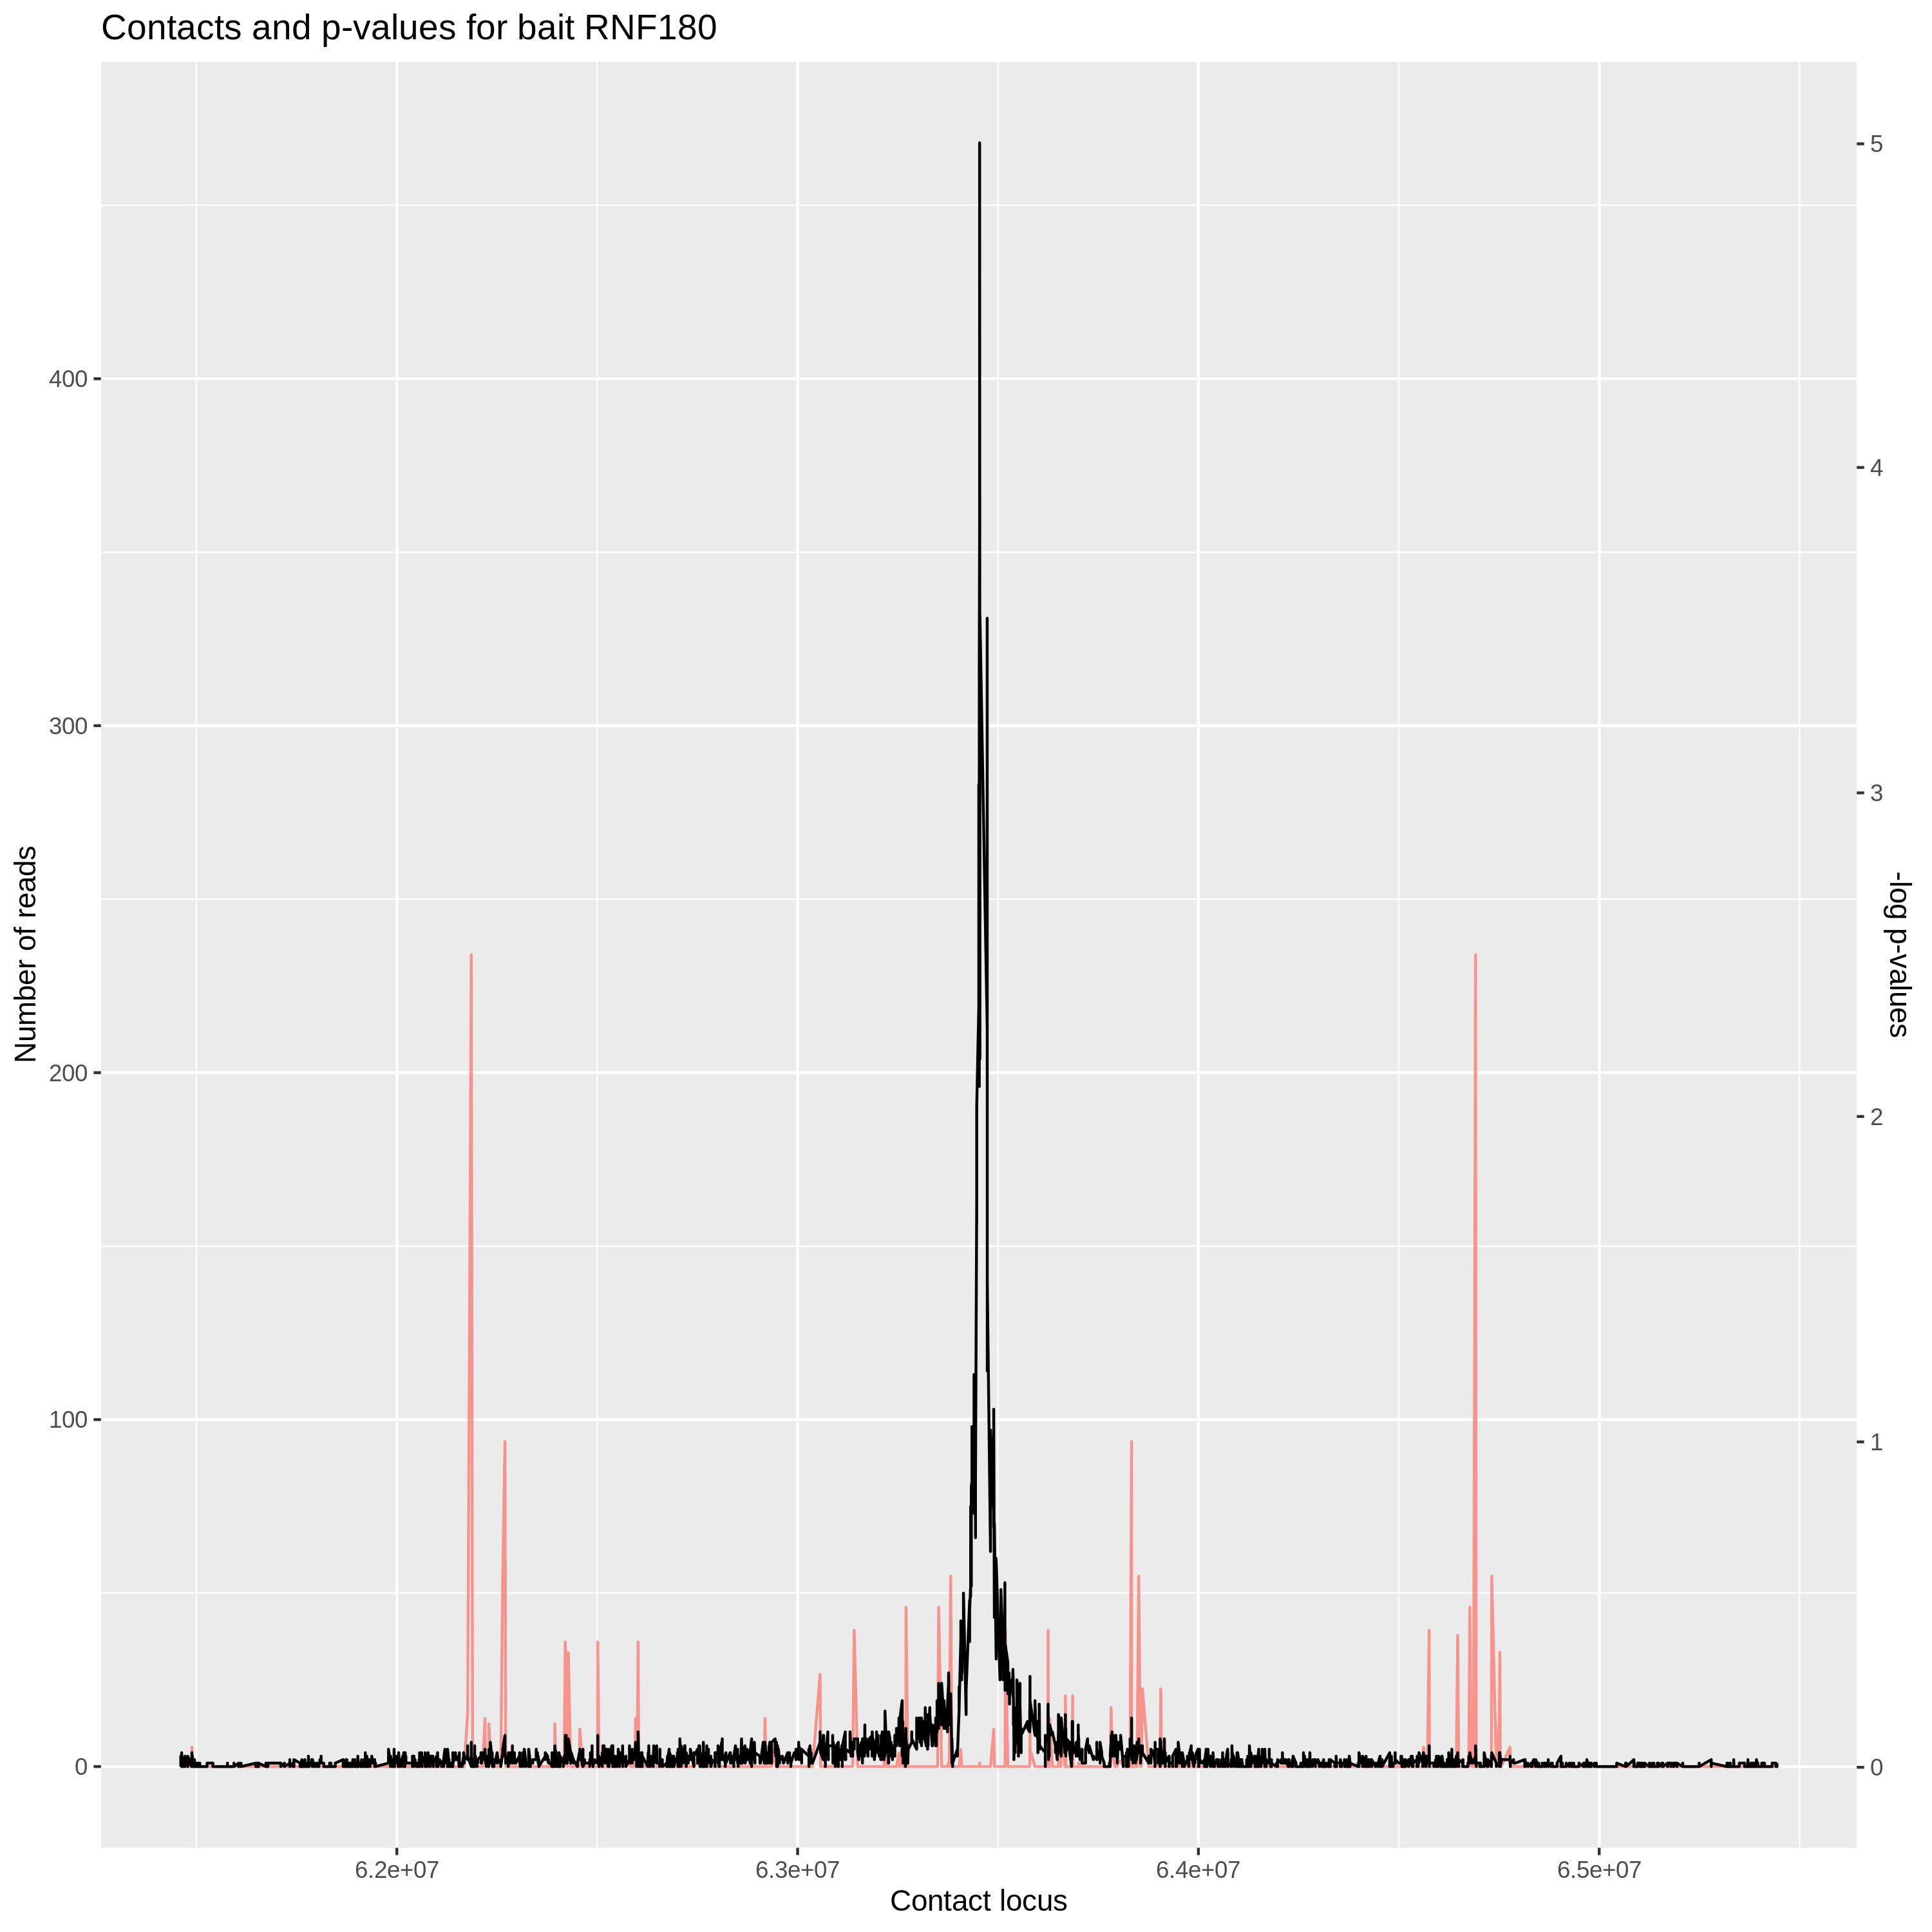 Contacts and p-values for bait RNF180
Number of reads
400
300
200
100
0
5
4
3
2
1
0
-log p-values
6.2e+07
6.3e+07
6.4e+07
6.5e+07
Contact locus